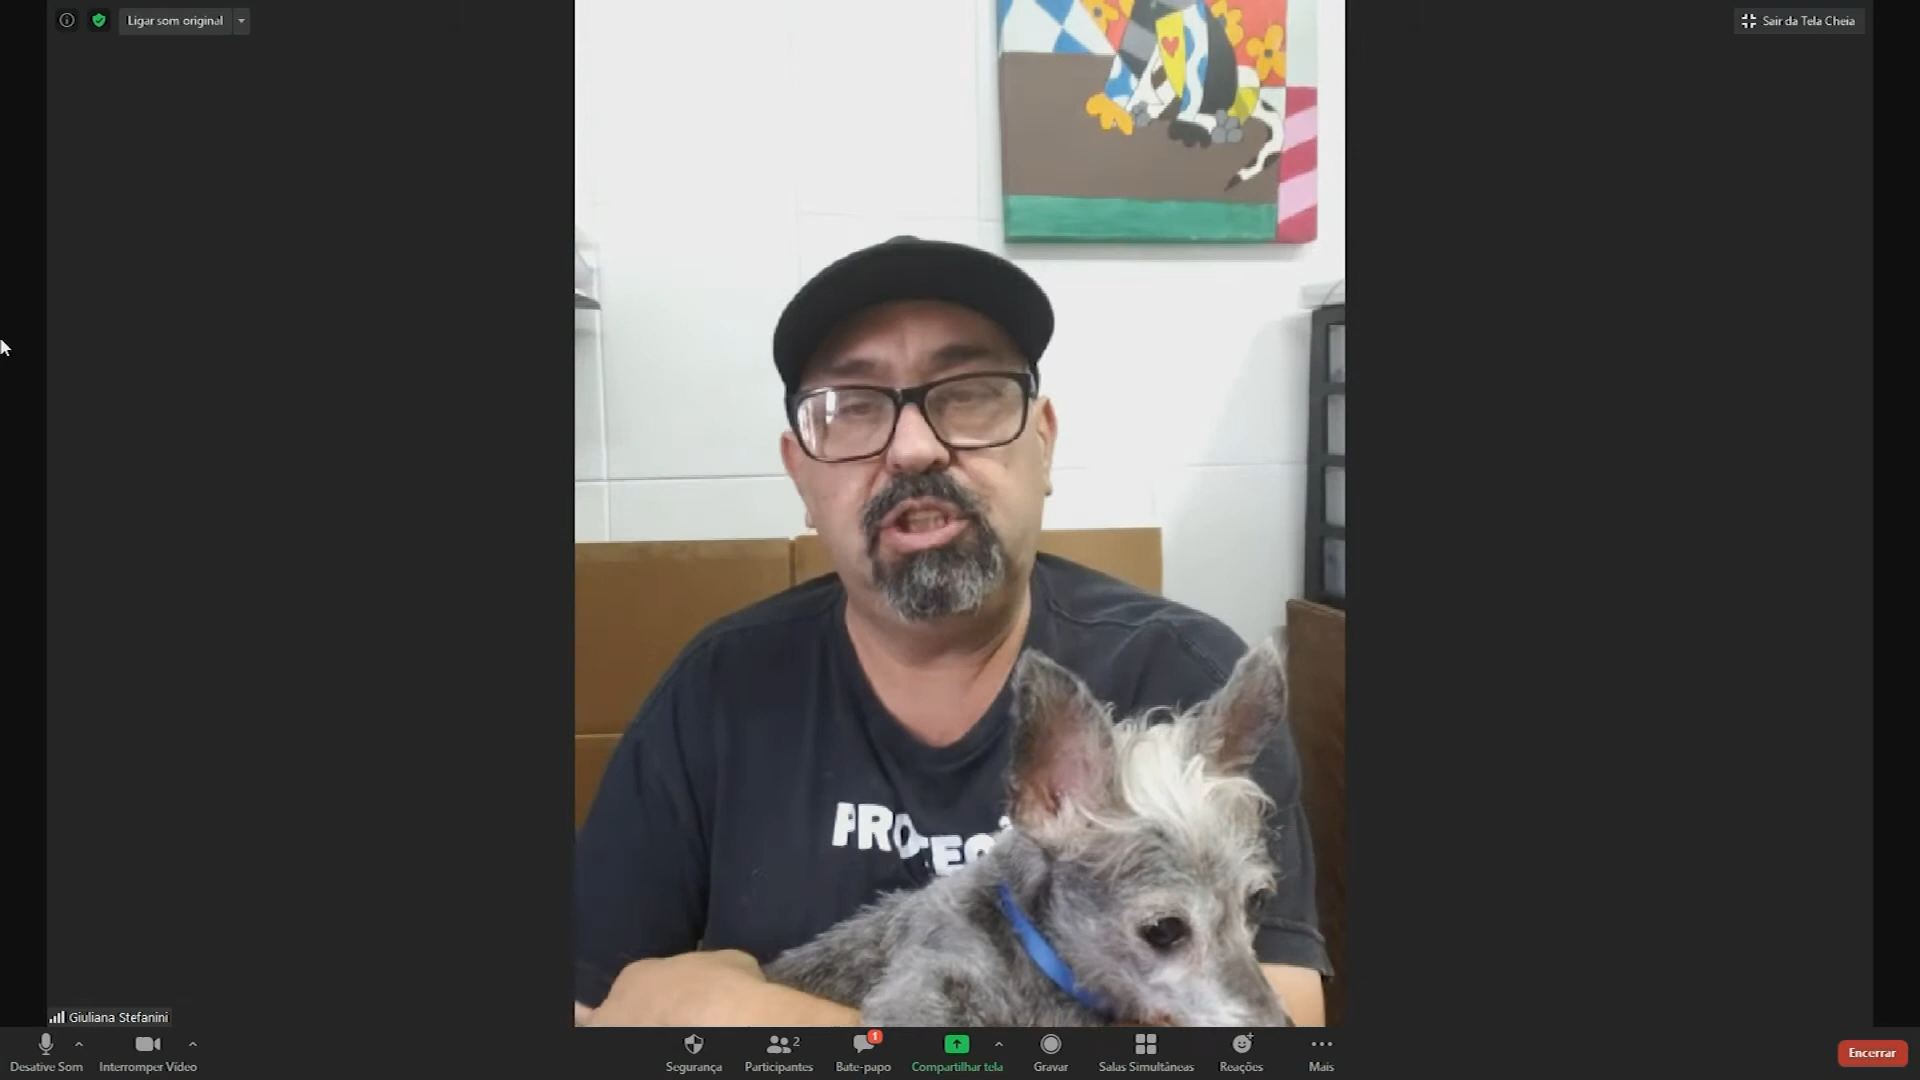 Ligar som original
Sair da Tela Cheia
PROTEÇ
Giuliana Stefanini
Desative Som
Interromper Vídeo
Segurança
2
Participantes
1
Bate-papo
Compartilhar tela
Gravar
Salas Simultâneas
Reações
Mais
Encerrar